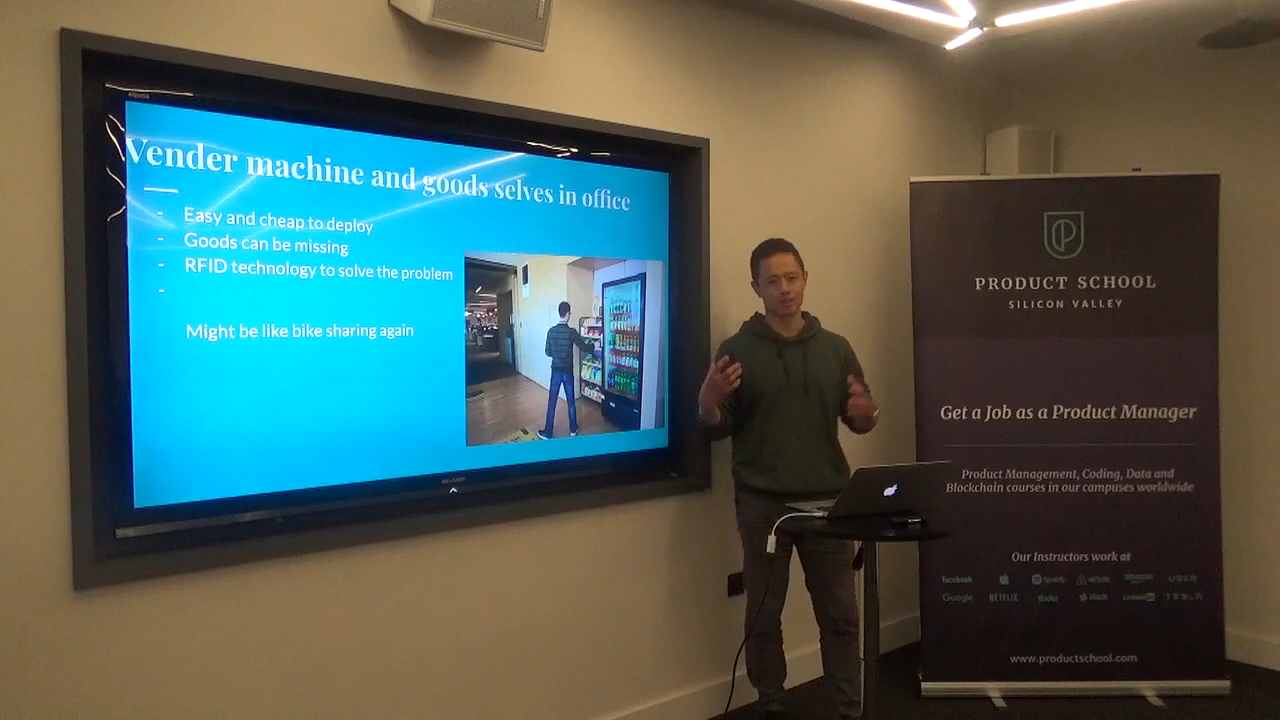 Vender machine and goods selves in office
- Easy and cheap to deploy
- Goods can be missing
- RFID technology to solve the problem
-
Might be like bike sharing again
SHARP
PRODUCT SCHOOL
SILICON VALLEY
Get a Job as a Product Manager
Product Management, Coding, Data and
Blockchain courses in our campuses worldwide
Our Instructors work at
facebook Spotify airbnb amazon UBER
Google NETFLIX tinder slack LinkedIn TESLA
www.productschool.com